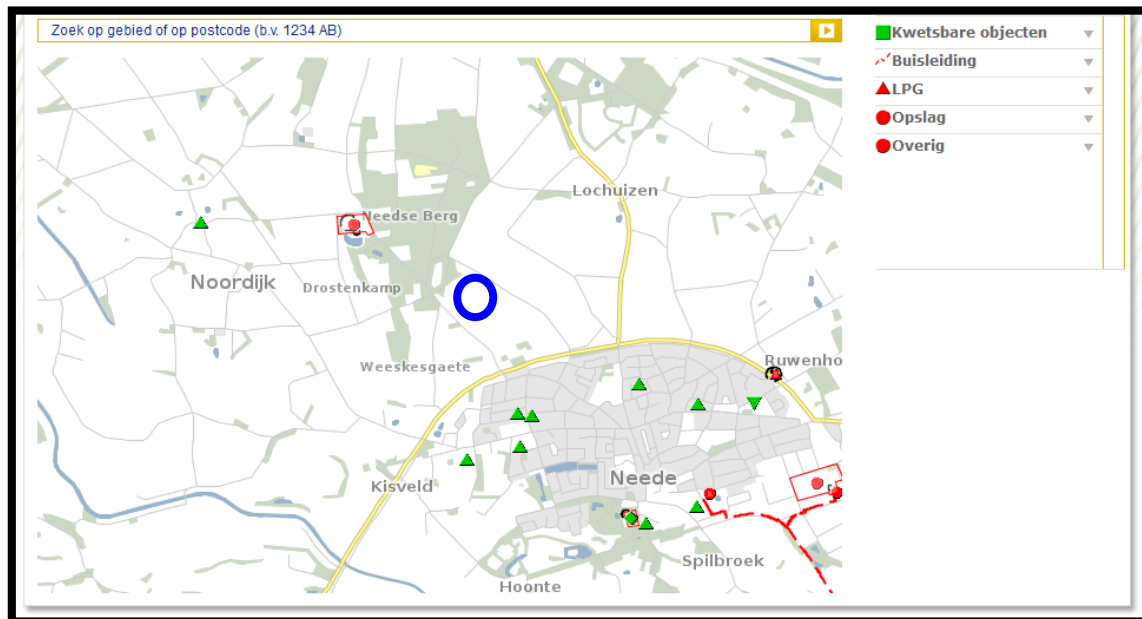 Zoek op gebied of op postcode (b.v. 1234 AB)
Kwetsbare objecten
Buisleiding
LPG
Opslag
Overig
Lochuizen
Needse Berg
Noordijk
Drostenkamp
Weeskesgaete
Ruwenho
Kisveld
Neede
Spilbroek
Hoonte